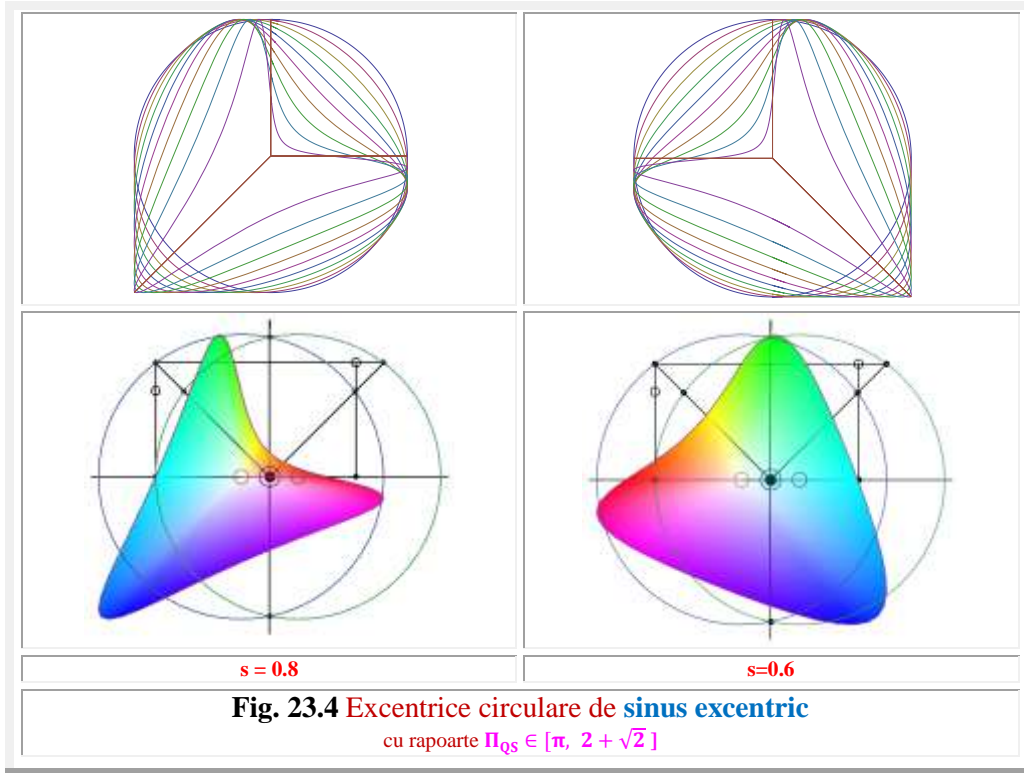 s = 0.8
s=0.6
Fig. 23.4 Excentrice circulare de sinus excentric
cu rapoarte Π_QS ∈ [π, 2 + √2 ]